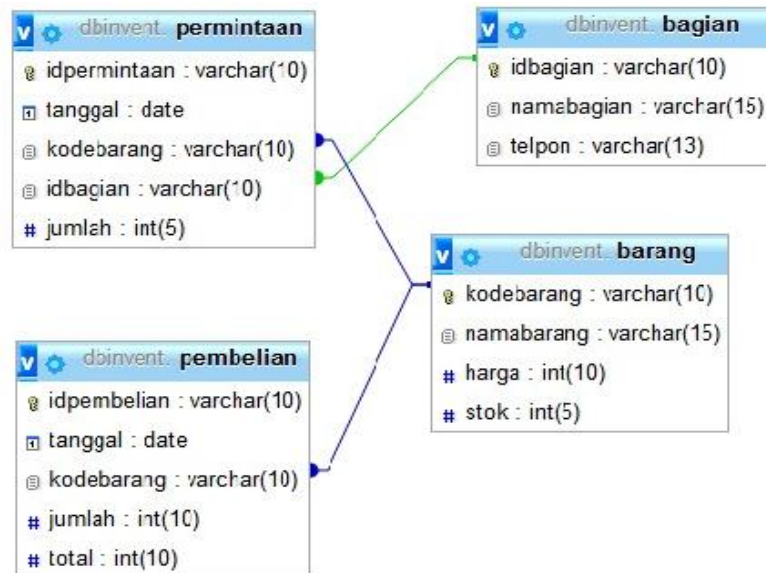 dbinvent. permintaan
idpermintaan : varchar(10)
tanggal : date
kodebarang : varchar(10)
idbagian : varchar(10)
jumlah : int(5)
dbinvent. bagian
idbagian : varchar(10)
namabagian : varchar(15)
telpon : varchar(13)
dbinvent. barang
kodebarang : varchar(10)
namabarang : varchar(15)
harga : int(10)
stok : int(5)
dbinvent. pembelian
idpembelian : varchar(10)
tanggal : date
kodebarang : varchar(10)
jumlah : int(10)
total : int(10)